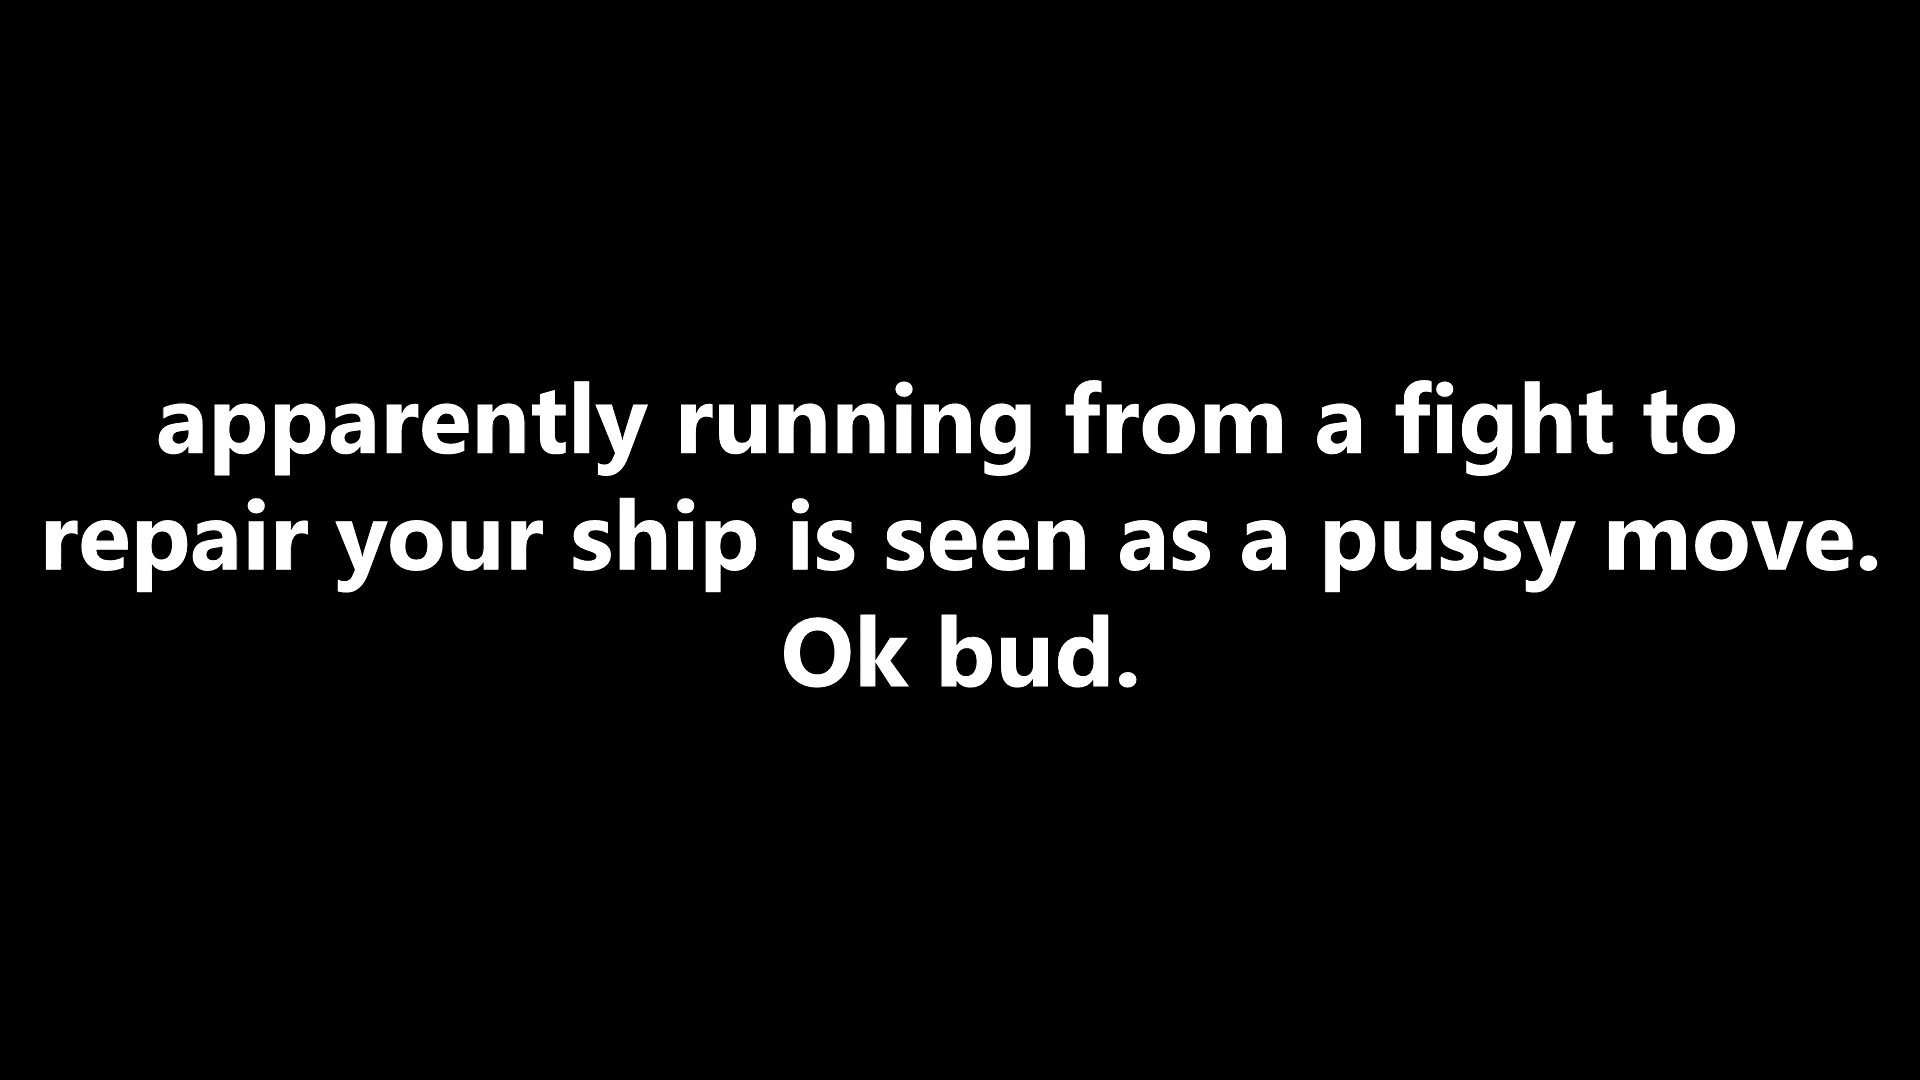 apparently running from a fight to
repair your ship is seen as a pussy move.
Ok bud.